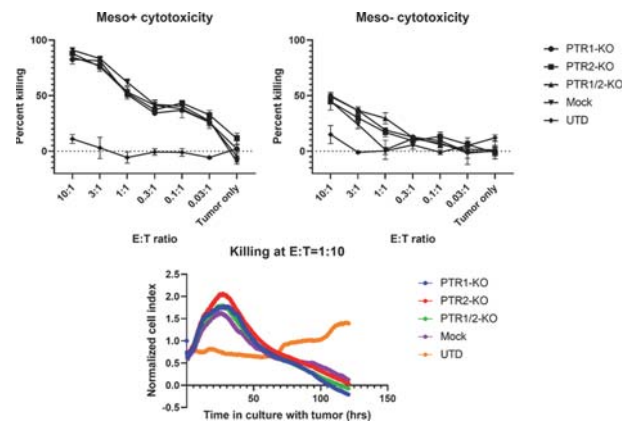 Meso+ cytotoxicity
Percent killing
100
50
0
10:1
3:1
1:1
0.3:1
0.1:1
0.03:1
Tumor only
E:T ratio
Meso- cytotoxicity
Percent killing
100
50
0
10:1
3:1
1:1
0.3:1
0.1:1
0.03:1
Tumor only
E:T ratio
PTR1-KO
PTR2-KO
PTR1/2-KO
Mock
UTD
Killing at E:T=1:10
Normalized cell index
2.5
2.0
1.5
1.0
0.5
0.0
-0.5
50
100
150
Time in culture with tumor (hrs)
PTR1-KO
PTR2-KO
PTR1/2-KO
Mock
UTD